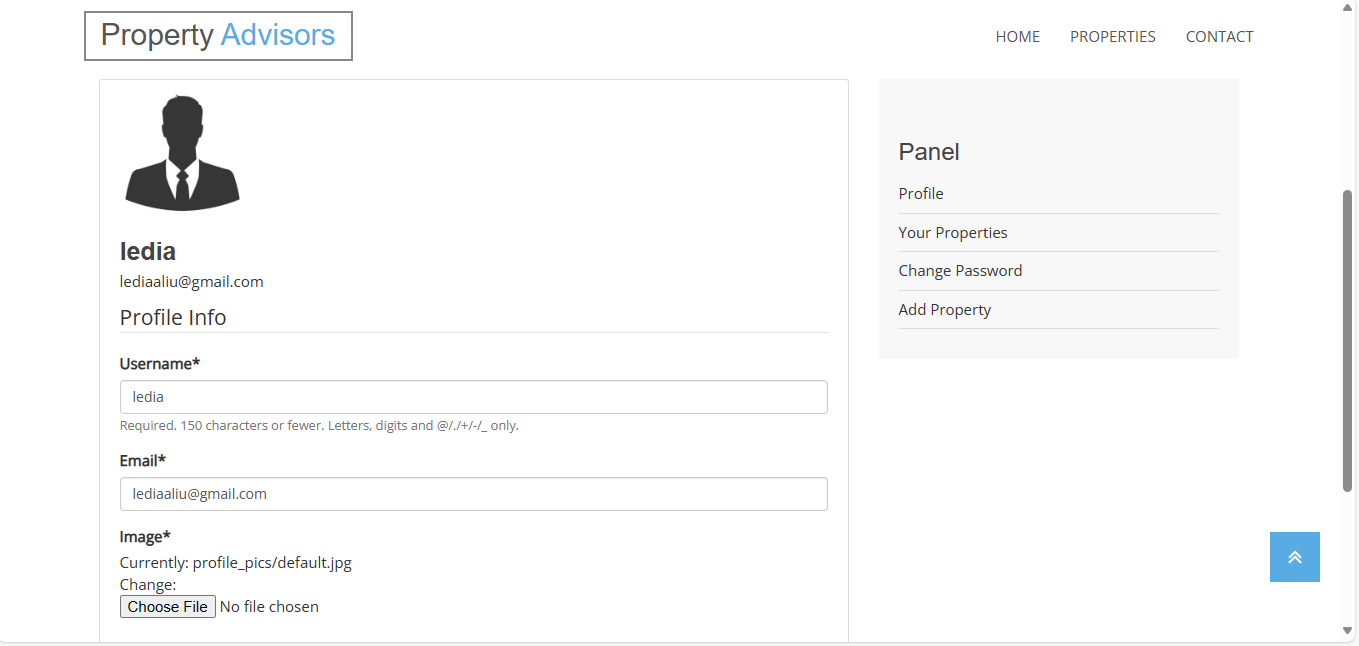 Property Advisors
HOME PROPERTIES CONTACT
ledia
lediaaliu@gmail.com
Profile Info
Username*
ledia
Required. 150 characters or fewer. Letters, digits and @/./+/-/_ only.
Email*
lediaaliu@gmail.com
Image*
Currently: profile_pics/default.jpg
Change:
Choose File No file chosen
Panel
Profile
Your Properties
Change Password
Add Property